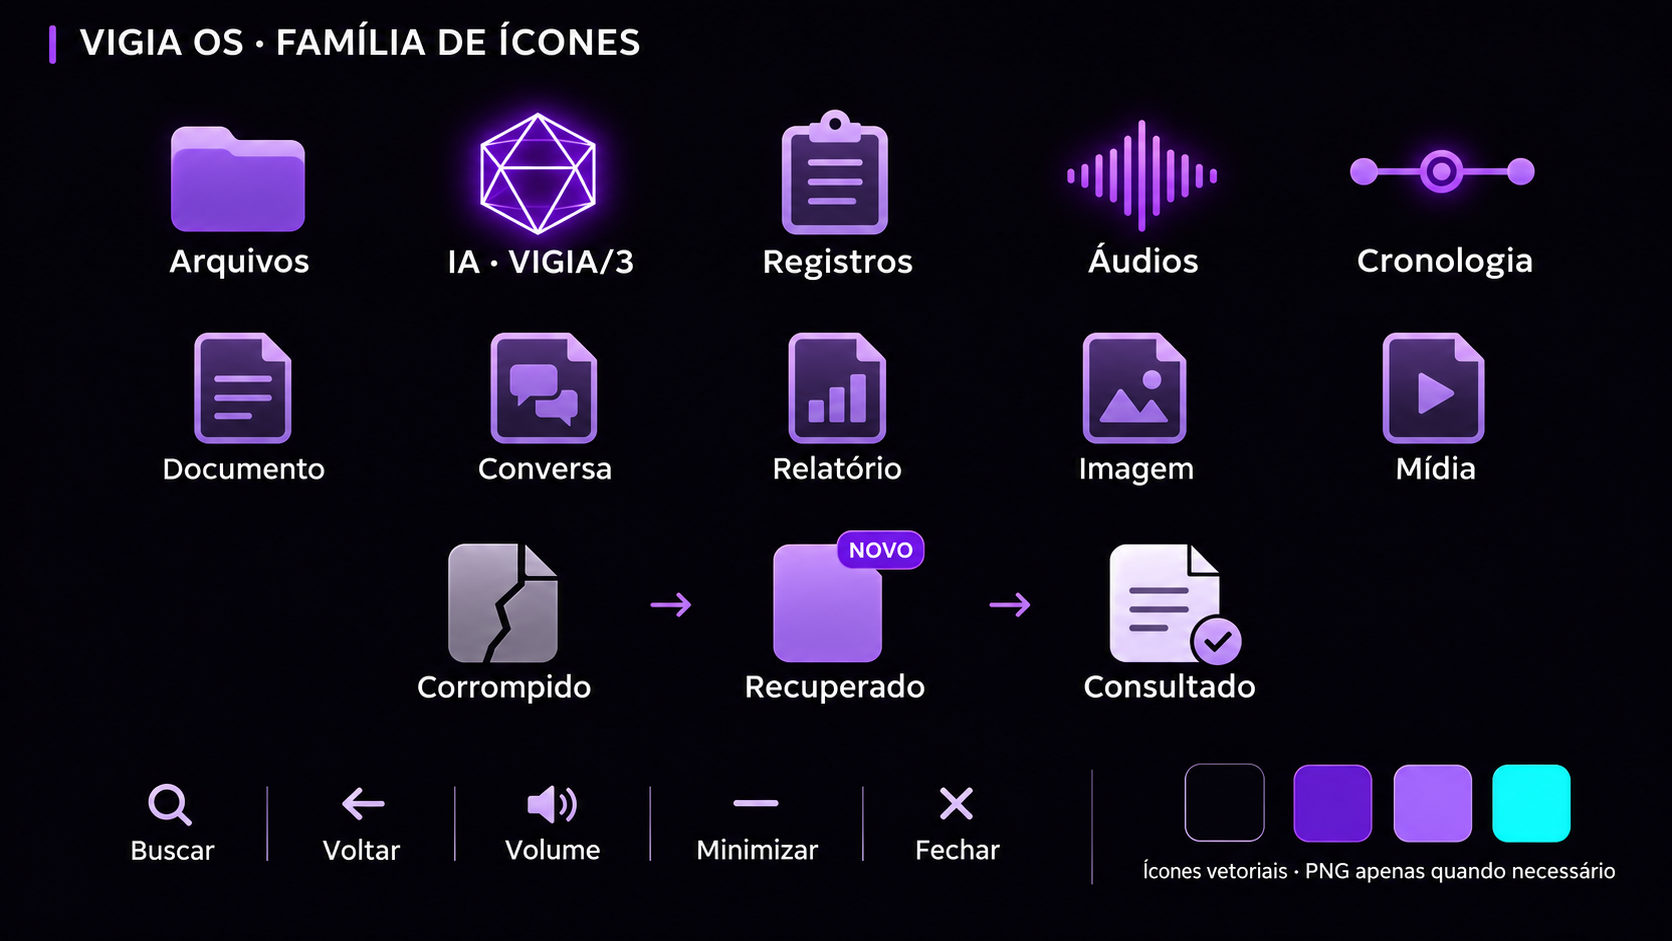 VIGIA OS · FAMÍLIA DE ÍCONES
Arquivos
IA · VIGIA/3
Registros
Áudios
Cronologia
Documento
Conversa
Relatório
Imagem
Mídia
NOVO
Corrompido
Recuperado
Consultado
Buscar
Voltar
Volume
Minimizar
Fechar
Ícones vetoriais · PNG apenas quando necessário